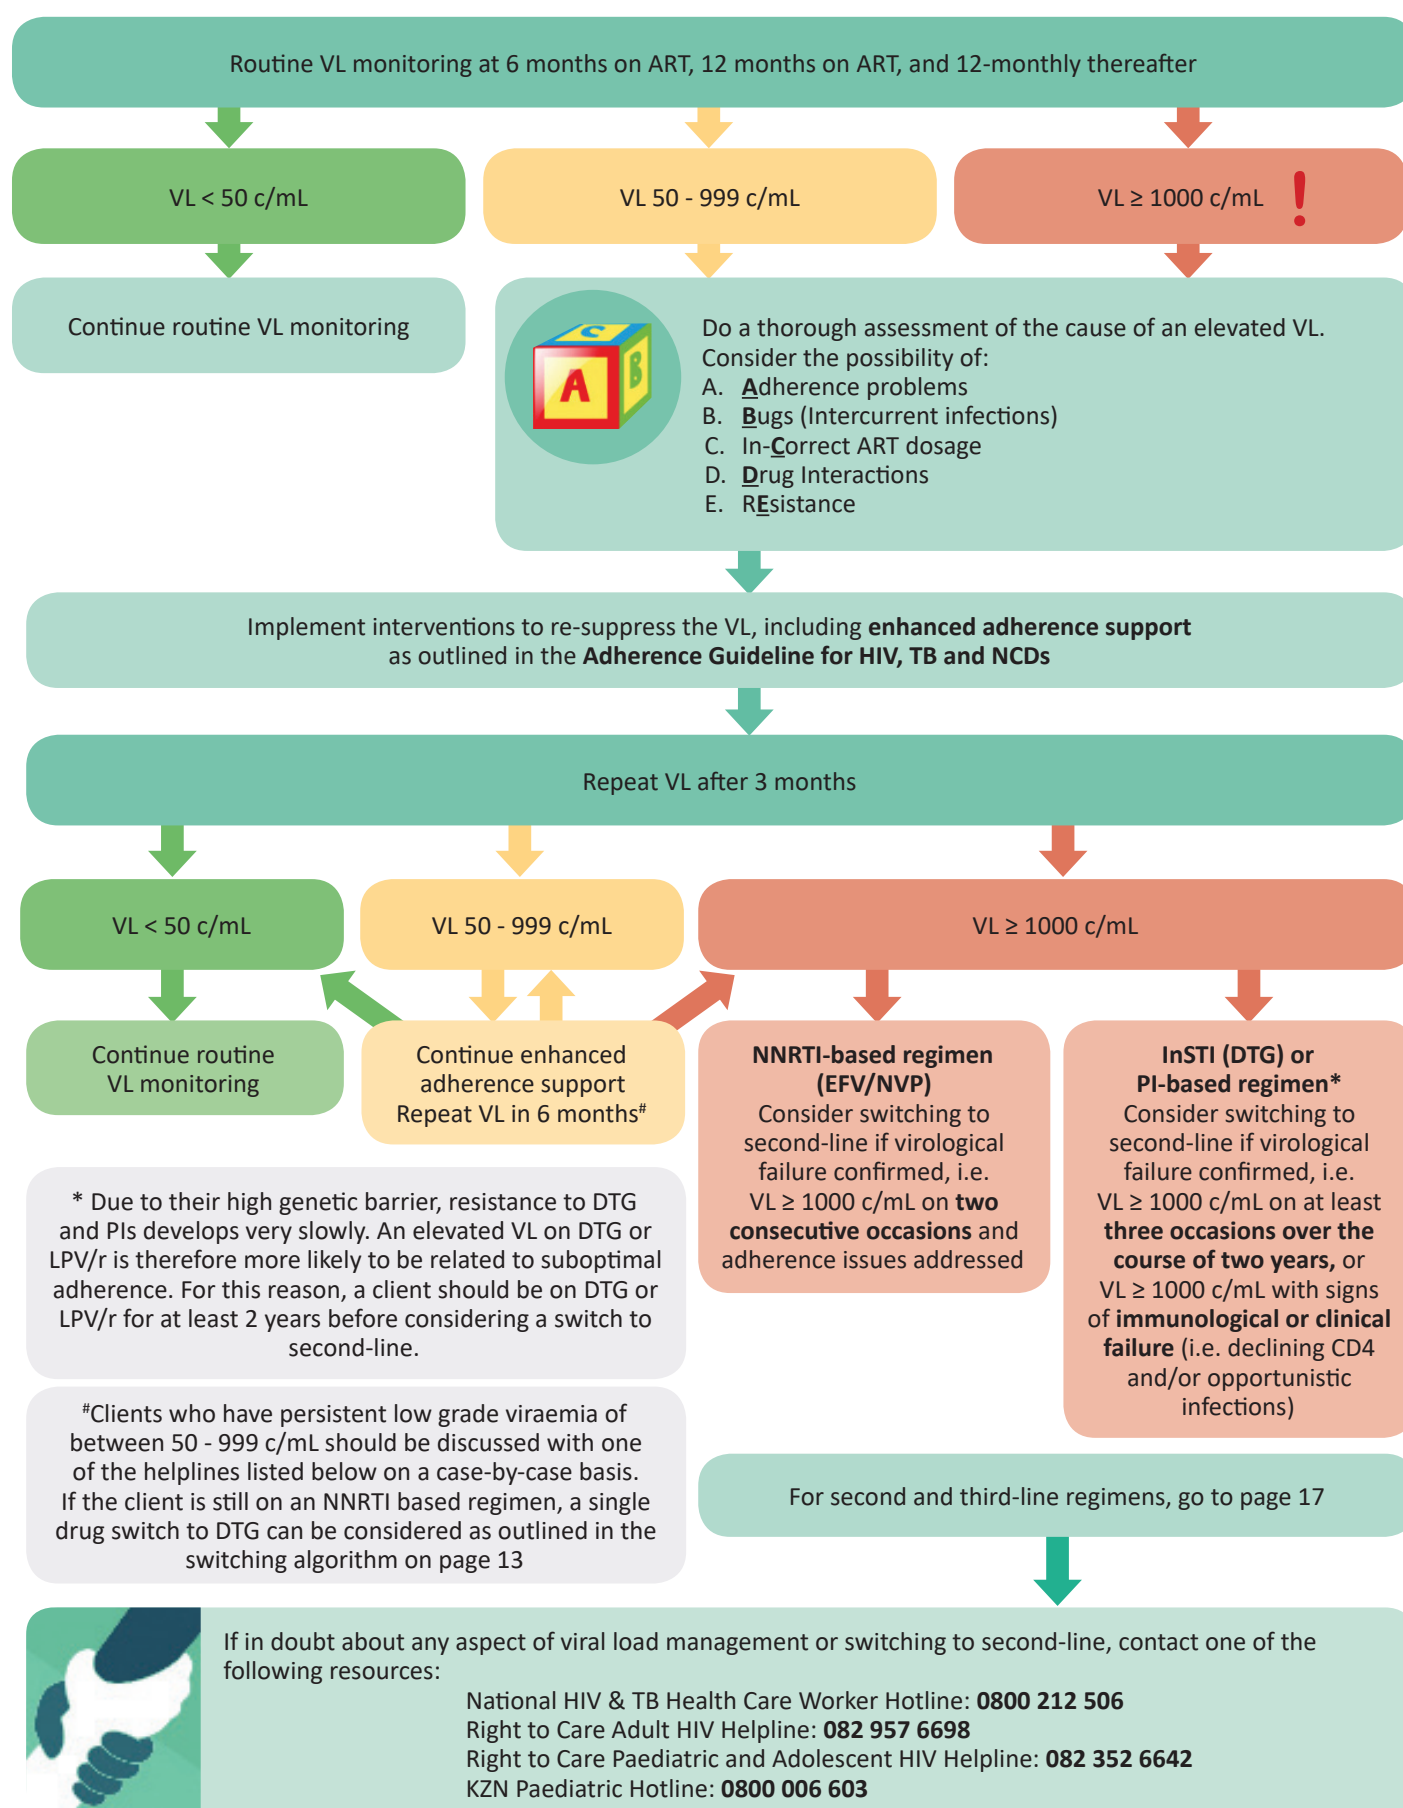 Routine VL monitoring at 6 months on ART, 12 months on ART, and 12-monthly thereafter
VL < 50 c/mL
VL 50 - 999 c/mL
VL ≥ 1000 c/mL !
Continue routine VL monitoring
C
A
B
Do a thorough assessment of the cause of an elevated VL.
Consider the possibility of:
A. Adherence problems
B. Bugs (Intercurrent infections)
C. In-Correct ART dosage
D. Drug Interactions
E. REsistance
Implement interventions to re-suppress the VL, including enhanced adherence support
as outlined in the Adherence Guideline for HIV, TB and NCDs
Repeat VL after 3 months
VL < 50 c/mL
VL 50 - 999 c/mL
VL ≥ 1000 c/mL
Continue routine
VL monitoring
Continue enhanced
adherence support
Repeat VL in 6 months#
NNRTI-based regimen
(EFV/NVP)
Consider switching to
second-line if virological
failure confirmed, i.e.
VL ≥ 1000 c/mL on two
consecutive occasions and
adherence issues addressed
InSTI (DTG) or
PI-based regimen*
Consider switching to
second-line if virological
failure confirmed, i.e.
VL ≥ 1000 c/mL on at least
three occasions over the
course of two years, or
VL ≥ 1000 c/mL with signs
of immunological or clinical
failure (i.e. declining CD4
and/or opportunistic
infections)
* Due to their high genetic barrier, resistance to DTG
and PIs develops very slowly. An elevated VL on DTG or
LPV/r is therefore more likely to be related to suboptimal
adherence. For this reason, a client should be on DTG or
LPV/r for at least 2 years before considering a switch to
second-line.
#Clients who have persistent low grade viraemia of
between 50 - 999 c/mL should be discussed with one
of the helplines listed below on a case-by-case basis.
If the client is still on an NNRTI based regimen, a single
drug switch to DTG can be considered as outlined in the
switching algorithm on page 13
For second and third-line regimens, go to page 17
If in doubt about any aspect of viral load management or switching to second-line, contact one of the
following resources:
National HIV & TB Health Care Worker Hotline: 0800 212 506
Right to Care Adult HIV Helpline: 082 957 6698
Right to Care Paediatric and Adolescent HIV Helpline: 082 352 6642
KZN Paediatric Hotline: 0800 006 603